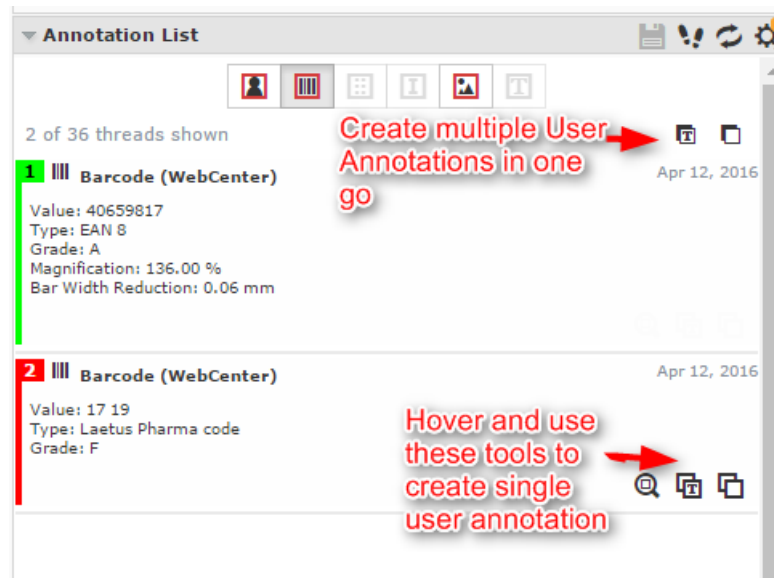 Annotation List
2 of 36 threads shown
Create multiple User
Annotations in one
go
1 Barcode (WebCenter)
Apr 12, 2016
Value: 40659817
Type: EAN 8
Grade: A
Magnification: 136.00 %
Bar Width Reduction: 0.06 mm
2 Barcode (WebCenter)
Apr 12, 2016
Value: 17 19
Type: Laetus Pharma code
Grade: F
Hover and use
these tools to
create single
user annotation